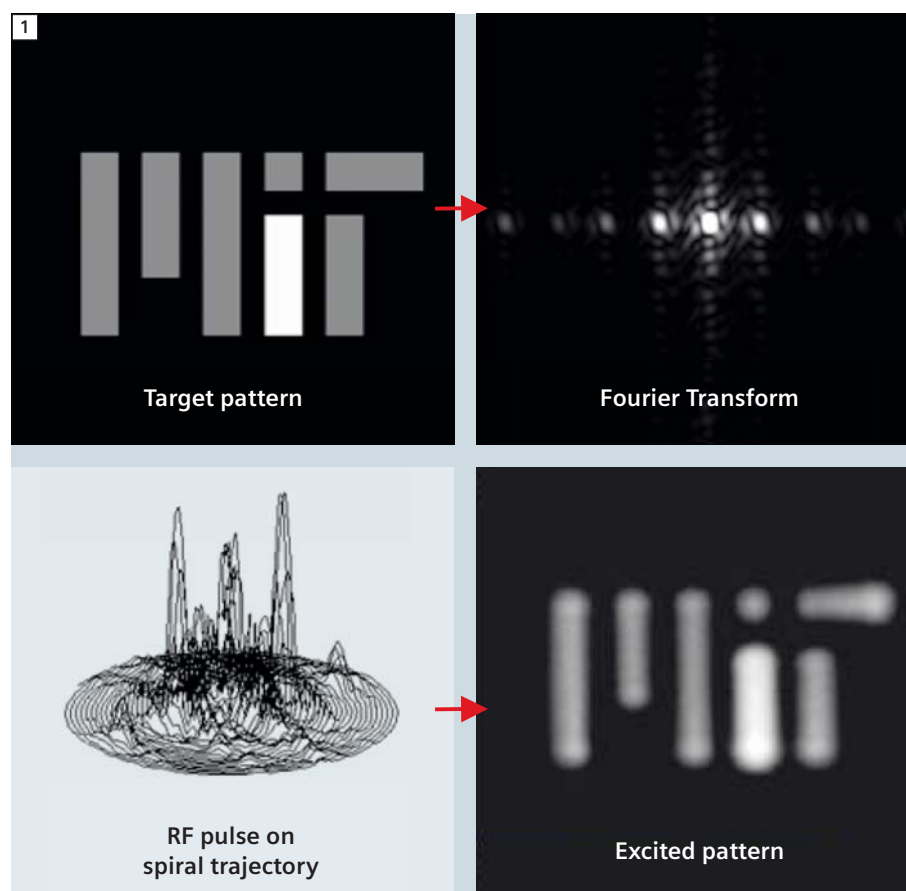 1
Target pattern
Fourier Transform
RF pulse on
spiral trajectory
Excited pattern